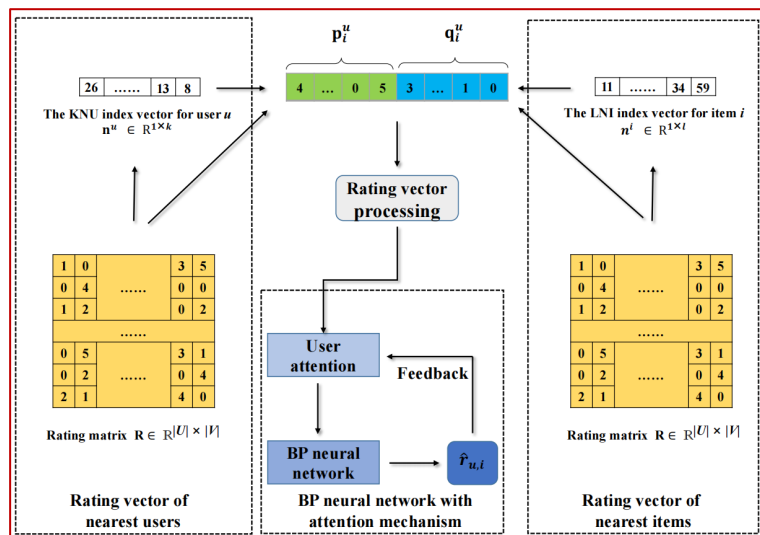 p_i^u q_i^u
26 …… 13 8
4 … 0 5 3 … 1 0
11 …… 34 59
The KNU index vector for user u
n^u ∈ ℝ^{1×k}
The LNI index vector for item i
n^i ∈ ℝ^{1×l}
Rating vector
processing
1 0 …… 3 5
0 4 0 0
1 2 0 2
……
0 5 …… 3 1
0 2 0 4
2 1 4 0
Rating matrix R ∈ ℝ^{|U| × |V|}
Rating vector of
nearest users
User
attention
Feedback
BP neural
network
r̂_{u,i}
BP neural network with
attention mechanism
1 0 …… 3 5
0 4 0 0
1 2 0 2
……
0 5 …… 3 1
0 2 0 4
2 1 4 0
Rating matrix R ∈ ℝ^{|U| × |V|}
Rating vector of
nearest items